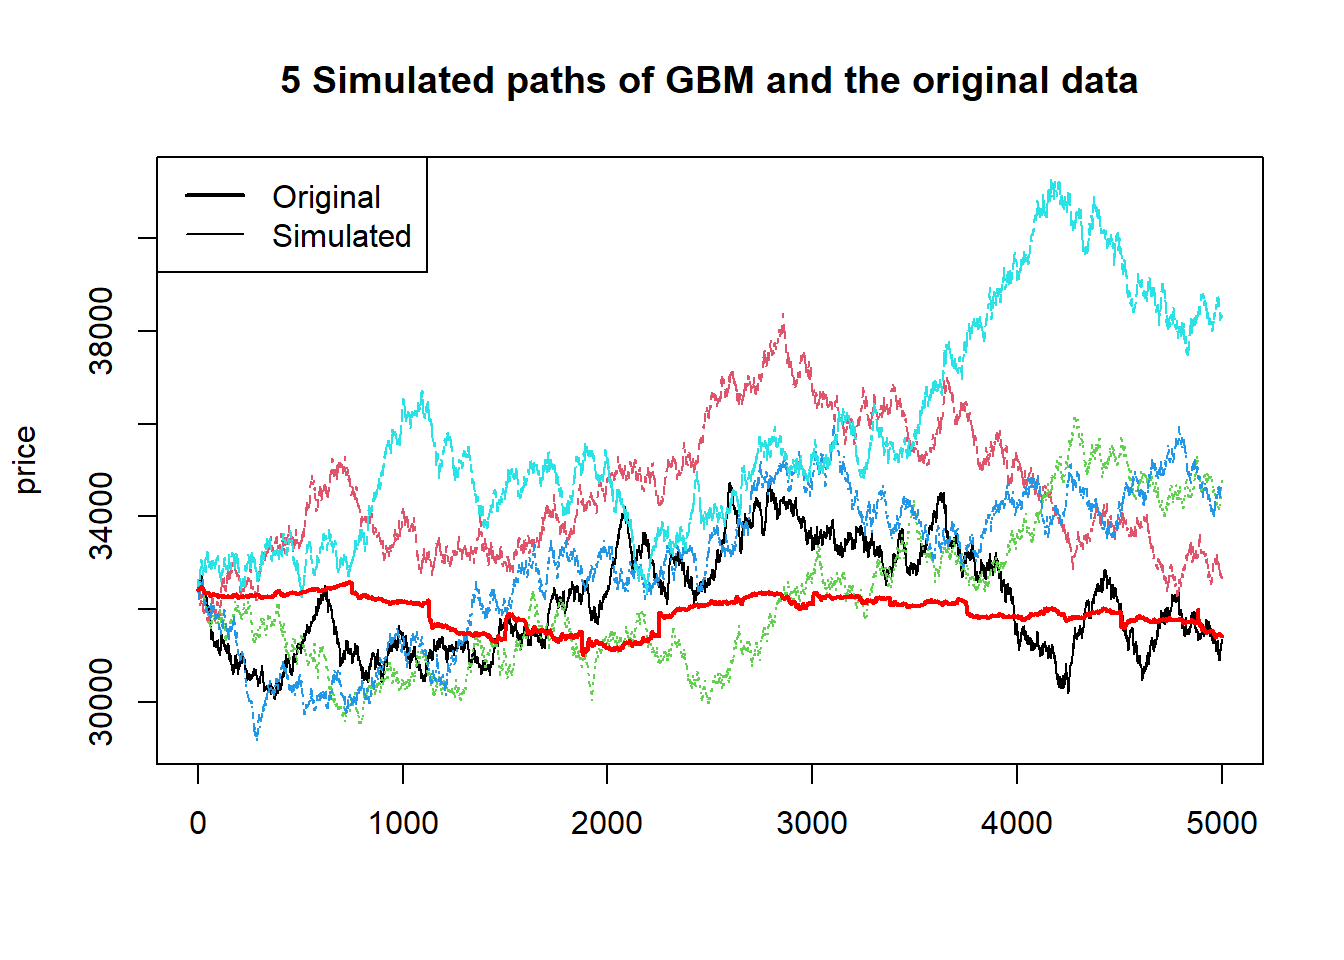 5 Simulated paths of GBM and the original data
Original
Simulated
price
38000
34000
30000
0 1000 2000 3000 4000 5000